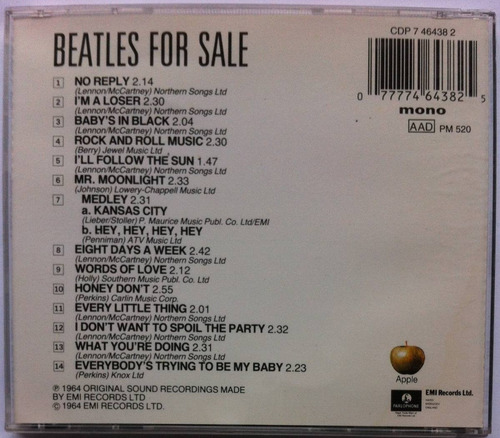 BEATLES FOR SALE
CDP 7 46438 2
0 77774 64382 5
mono
AAD PM 520
1 NO REPLY 2.14
(Lennon/McCartney) Northern Songs Ltd
2 I'M A LOSER 2.30
(Lennon/McCartney) Northern Songs Ltd
3 BABY'S IN BLACK 2.04
(Lennon/McCartney) Northern Songs Ltd
4 ROCK AND ROLL MUSIC 2.30
(Berry) Jewel Music Ltd
5 I'LL FOLLOW THE SUN 1.47
(Lennon/McCartney) Northern Songs Ltd
6 MR. MOONLIGHT 2.33
(Johnson) Lowery-Chappell Music Ltd
7 MEDLEY 2.31
a. KANSAS CITY
(Lieber/Stoller) P. Maurice Music Publ. Co. Ltd/EMI
b. HEY, HEY, HEY, HEY
(Penniman) ATV Music Ltd
8 EIGHT DAYS A WEEK 2.42
(Lennon/McCartney) Northern Songs Ltd
9 WORDS OF LOVE 2.12
(Holly) Southern Music Publ. Co. Ltd
10 HONEY DON'T 2.55
(Perkins) Carlin Music Corp.
11 EVERY LITTLE THING 2.01
(Lennon/McCartney) Northern Songs Ltd
12 I DON'T WANT TO SPOIL THE PARTY 2.32
(Lennon/McCartney) Northern Songs Ltd
13 WHAT YOU'RE DOING 2.31
(Lennon/McCartney) Northern Songs Ltd
14 EVERYBODY'S TRYING TO BE MY BABY 2.23
(Perkins) Knox Ltd
℗ 1964 ORIGINAL SOUND RECORDINGS MADE
BY EMI RECORDS LTD
© 1964 EMI RECORDS LTD.
Apple
PARLOPHONE
EMI Records Ltd.